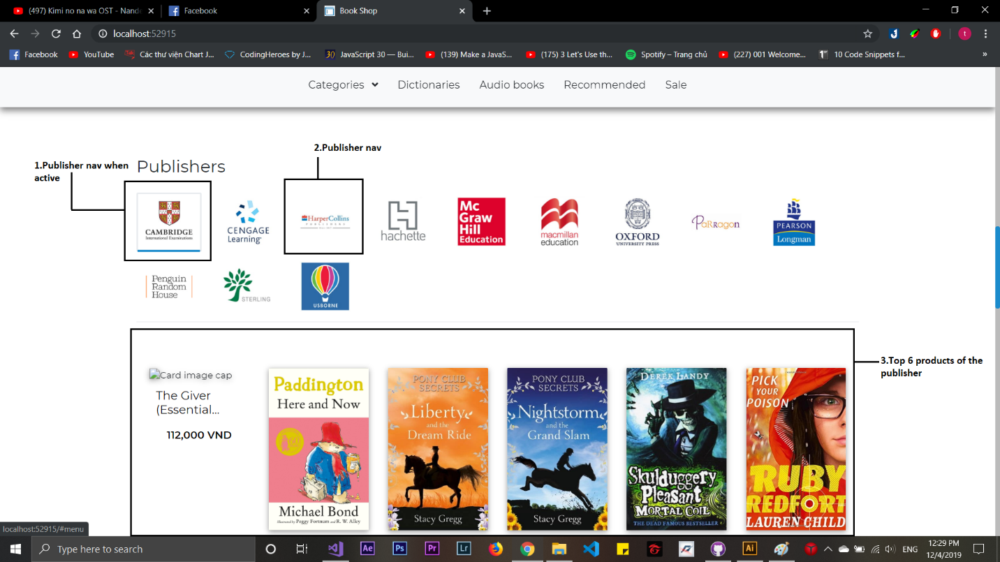 (497) Kimi no na wa OST - Nand
Facebook
Book Shop
localhost:52915
Facebook
YouTube
Các thư viện Chart J...
CodingHeroes by J...
30
JavaScript 30 — Bui...
(139) Make a JavaS...
(175) 3 Let's Use th...
Spotify – Trang chủ
(227) 001 Welcome...
10 Code Snippets f...
»
t
Categories
Dictionaries
Audio books
Recommended
Sale
2.Publisher nav
1.Publisher nav when
active
Publishers
CAMBRIDGE
International Examinations
CENGAGE
Learning
HarperCollins
PUBLISHERS
hachette
Mc
Graw
Hill
Education
macmillan
education
OXFORD
UNIVERSITY PRESS
PaRragon
PEARSON
Longman
Penguin
Random
House
STERLING
USBORNE
3.Top 6 products of the
publisher
Card image cap
The Giver
(Essential...
112,000 VND
Paddington
Here and Now
Michael Bond
Illustrated by Peggy Fortnum and R. W. Alley
PONY CLUB
SECRETS
Liberty
and the
Dream Ride
Stacy Gregg
PONY CLUB
SECRETS
Nightstorm
and the
Grand Slam
Stacy Gregg
DEREK LANDY
Skulduggery
Pleasant
MORTAL COIL
THE DEAD FAMOUS BESTSELLER
PICK
YOUR
POISON
RUBY
REDFORT
LAUREN CHILD
localhost:52915/#menu
Type here to search
Ae
Ps
Pr
Lr
Ai
ENG
12:29 PM
12/4/2019